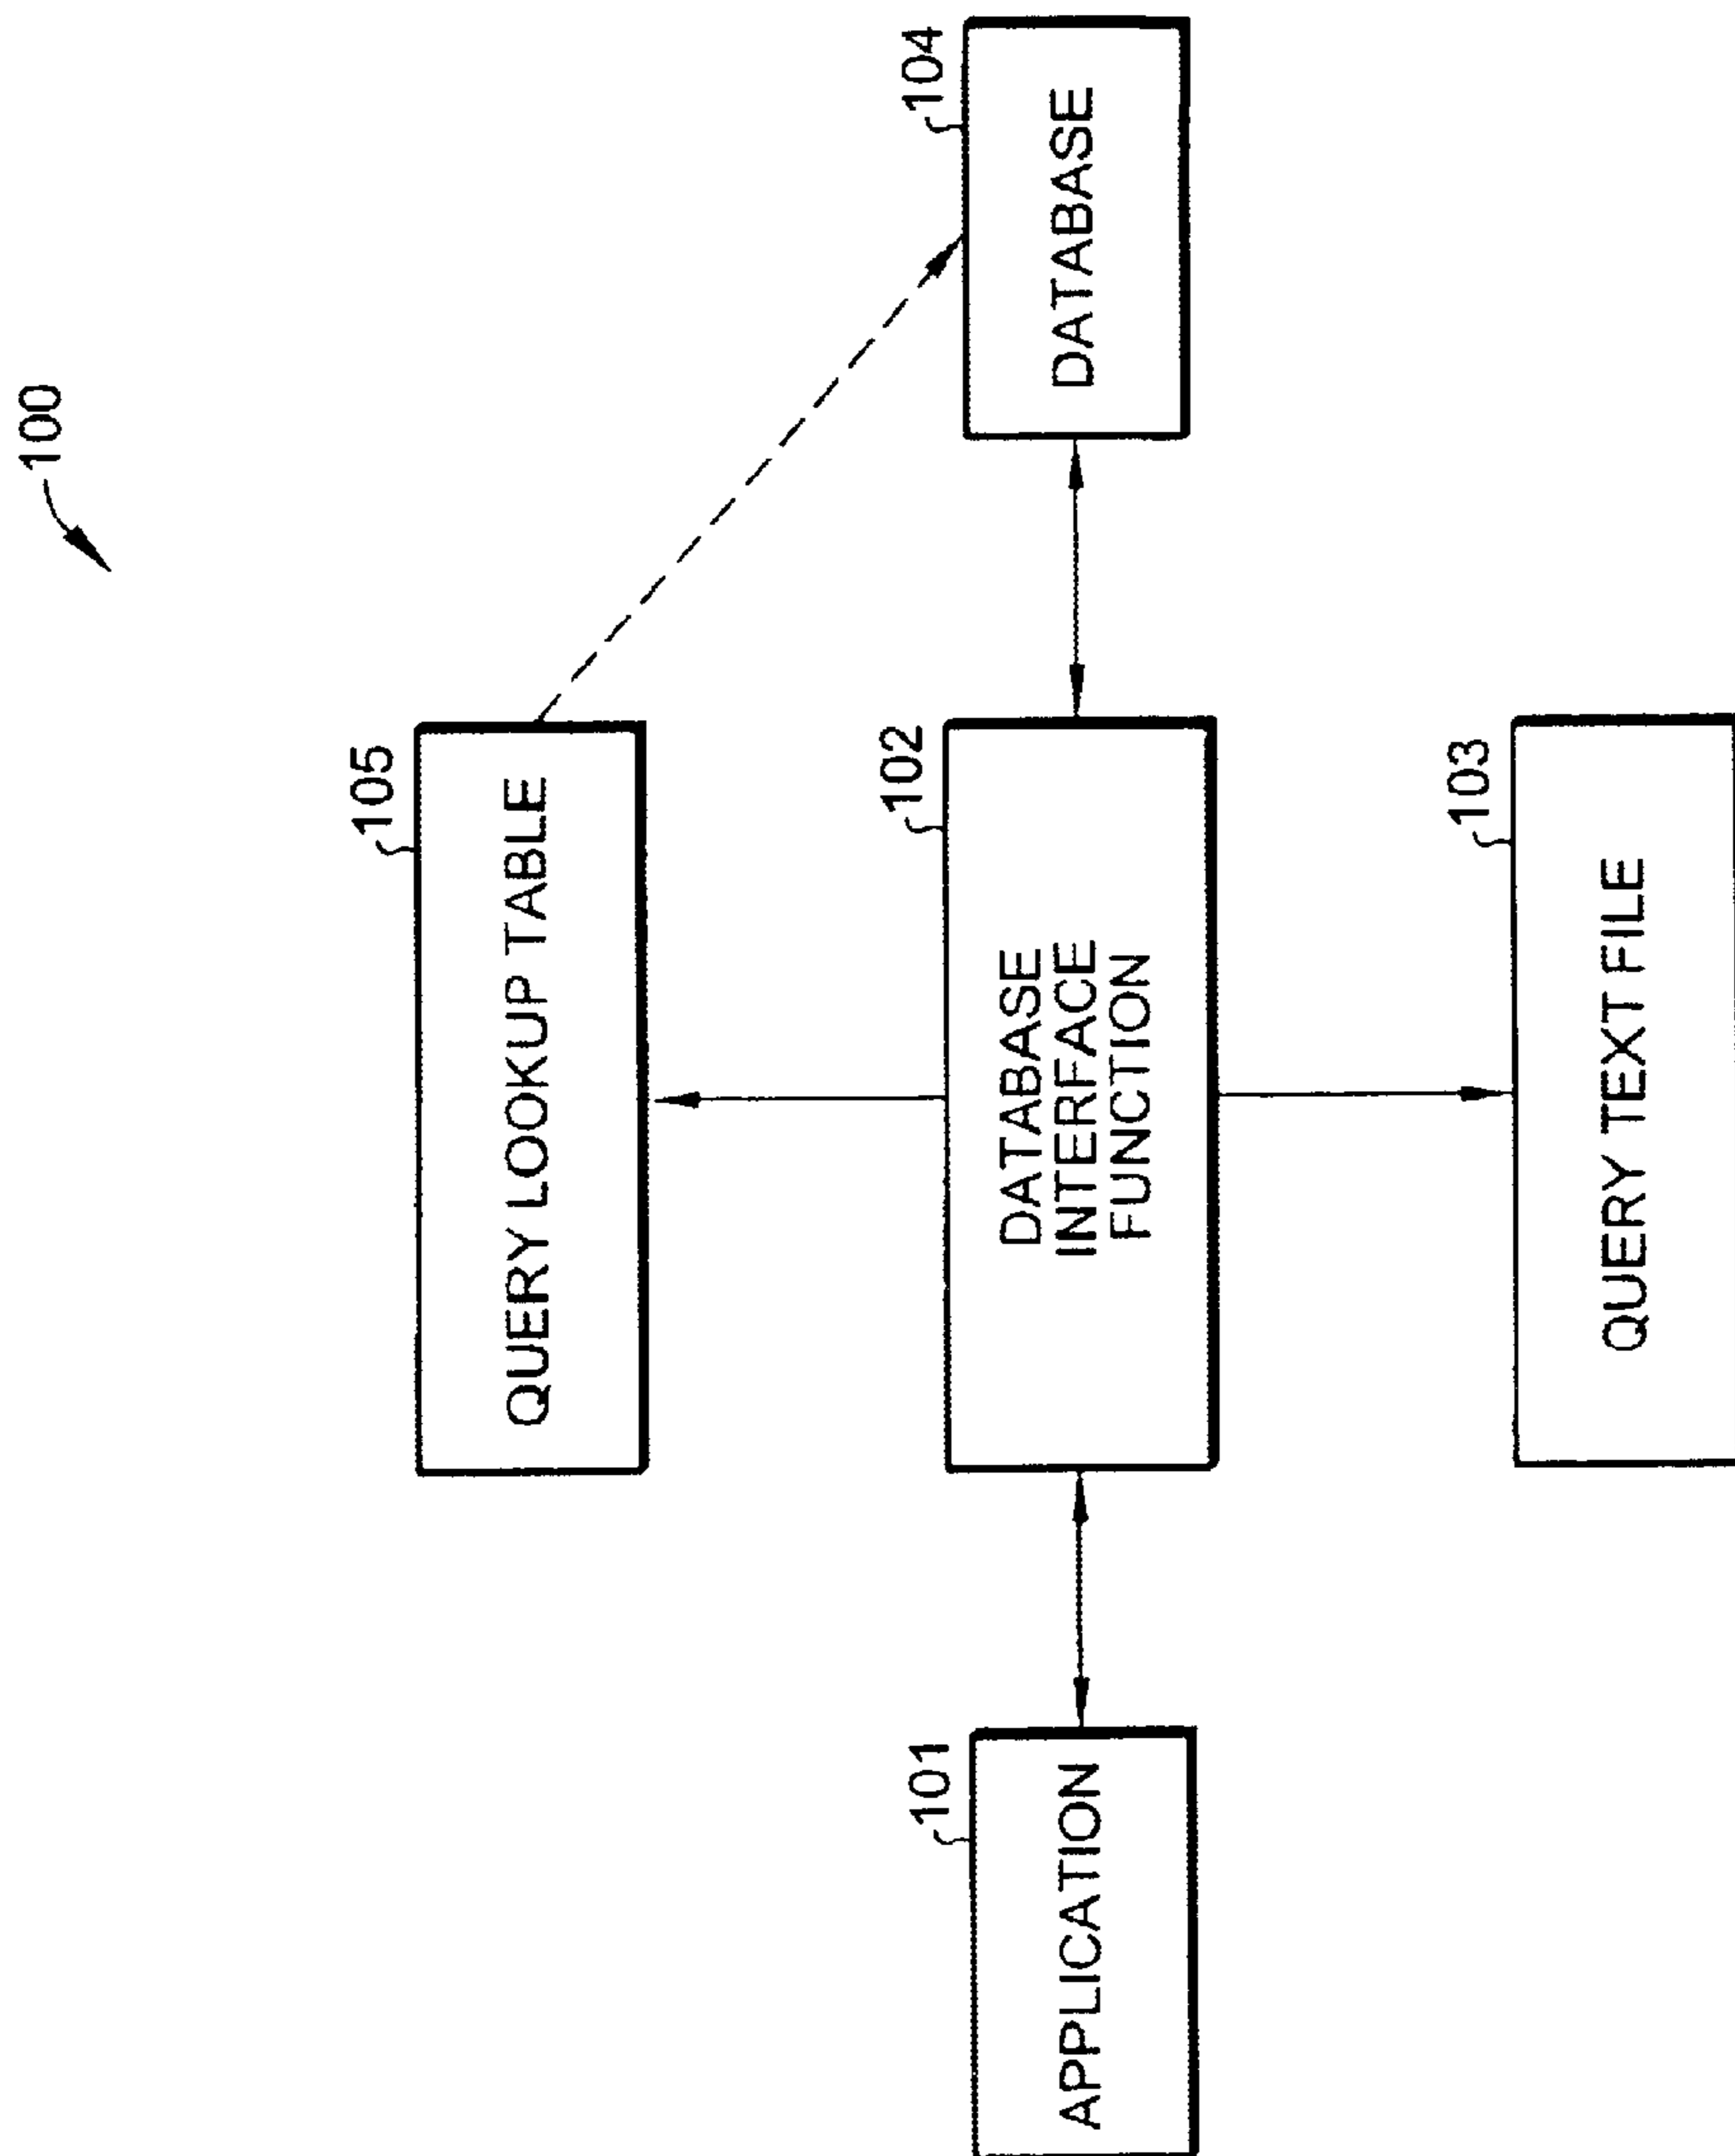 100
105
QUERY LOOKUP TABLE
101
APPLICATION
102
DATABASE
INTERFACE
FUNCTION
104
DATABASE
103
QUERY TEXT FILE